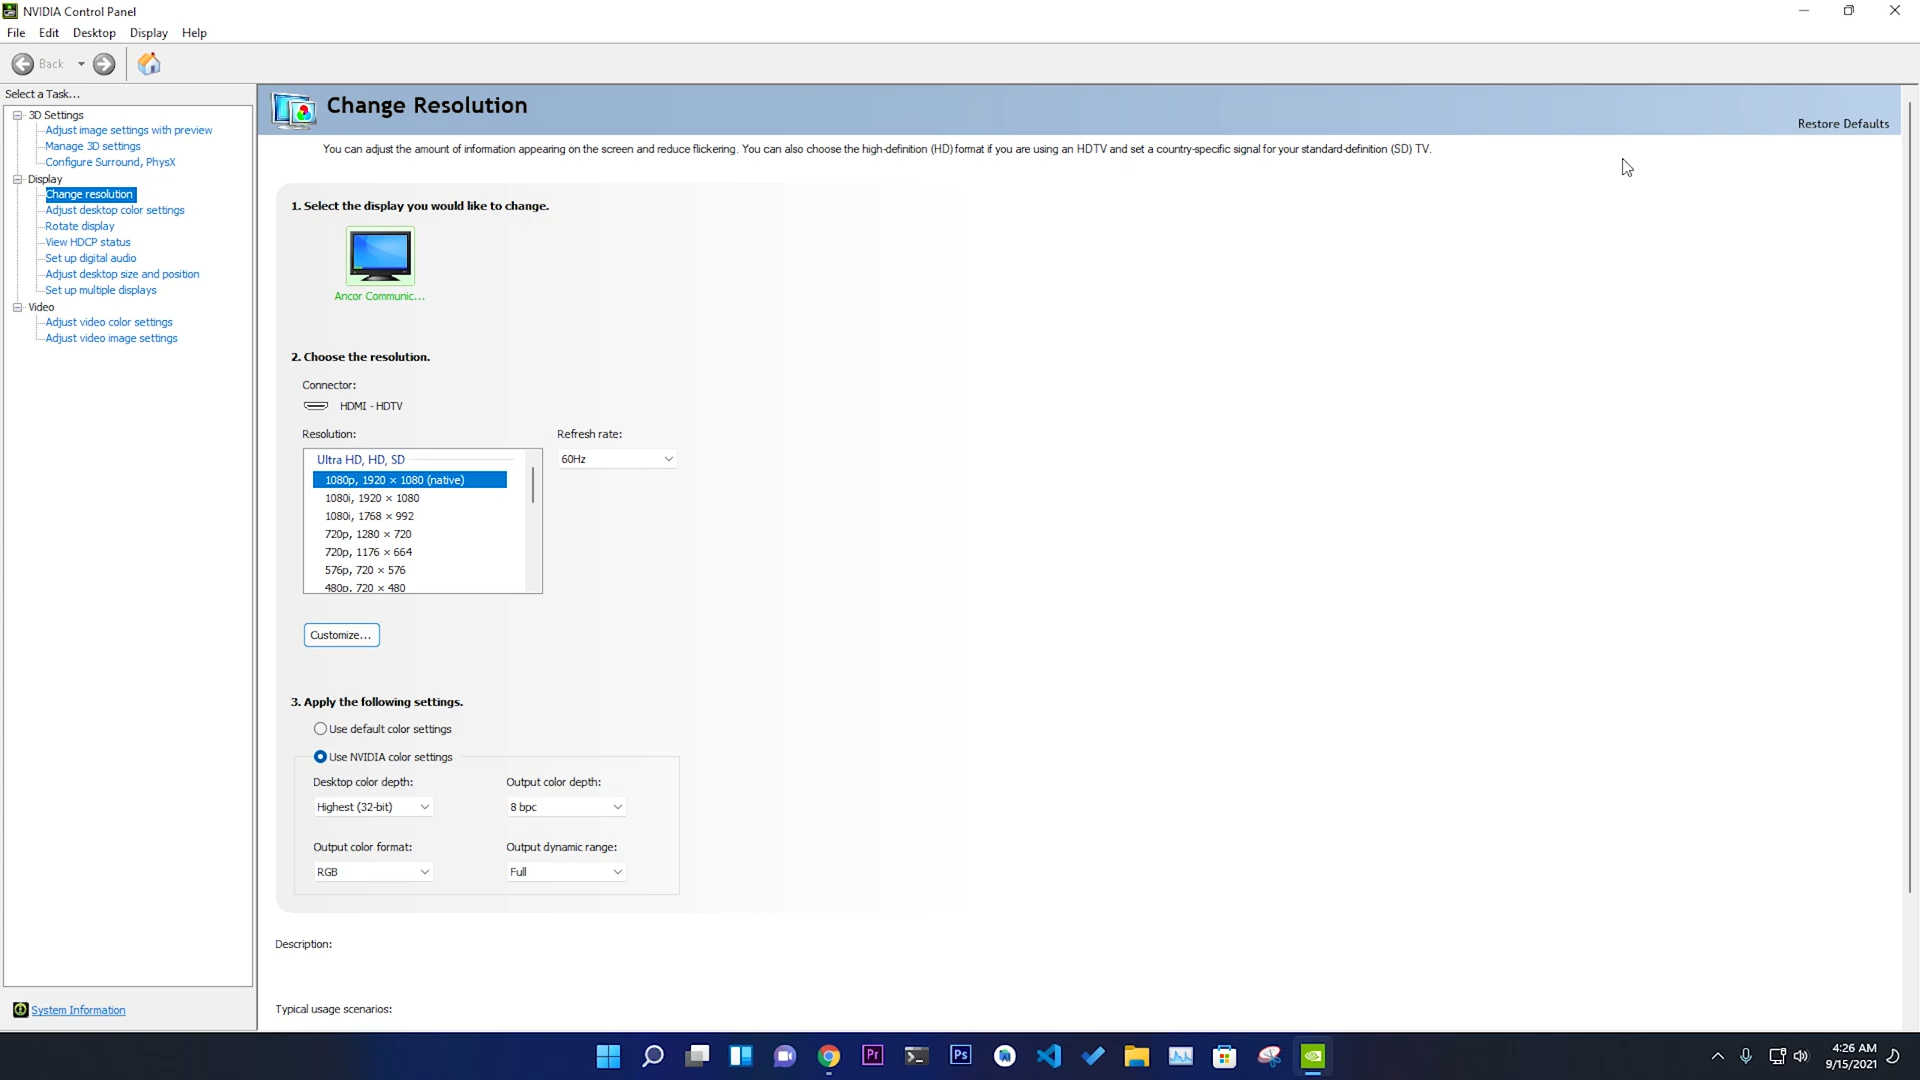 NVIDIA Control Panel
File Edit Desktop Display Help
Back
Select a Task...
3D Settings
Adjust image settings with preview
Manage 3D settings
Configure Surround, PhysX
Display
Change resolution
Adjust desktop color settings
Rotate display
View HDCP status
Set up digital audio
Adjust desktop size and position
Set up multiple displays
Video
Adjust video color settings
Adjust video image settings
System Information
Change Resolution
Restore Defaults
You can adjust the amount of information appearing on the screen and reduce flickering. You can also choose the high-definition (HD) format if you are using an HDTV and set a country-specific signal for your standard-definition (SD) TV.
1. Select the display you would like to change.
Ancor Communic...
2. Choose the resolution.
Connector:
HDMI - HDTV
Resolution:
Refresh rate:
Ultra HD, HD, SD
60Hz
1080p, 1920 × 1080 (native)
1080i, 1920 × 1080
1080i, 1768 × 992
720p, 1280 × 720
720p, 1176 × 664
576p, 720 × 576
480p, 720 × 480
Customize...
3. Apply the following settings.
Use default color settings
Use NVIDIA color settings
Desktop color depth:
Output color depth:
Highest (32-bit)
8 bpc
Output color format:
Output dynamic range:
RGB
Full
Description:
Typical usage scenarios:
Pr
Ps
4:26 AM
9/15/2021